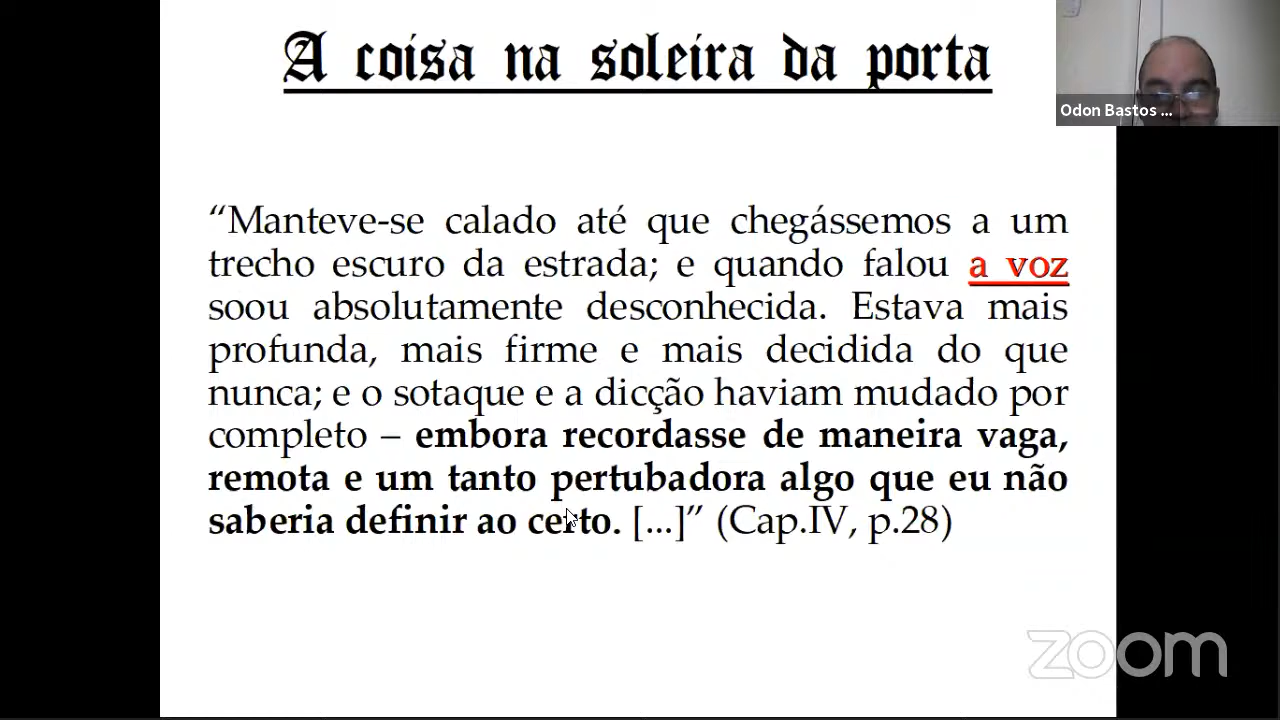 A coisa na soleira da porta
Odon Bastos ...
“Manteve-se calado até que chegássemos a um
trecho escuro da estrada; e quando falou a voz
soou absolutamente desconhecida. Estava mais
profunda, mais firme e mais decidida do que
nunca; e o sotaque e a dicção haviam mudado por
completo – embora recordasse de maneira vaga,
remota e um tanto pertubadora algo que eu não
saberia definir ao certo. [...]” (Cap.IV, p.28)
zoom